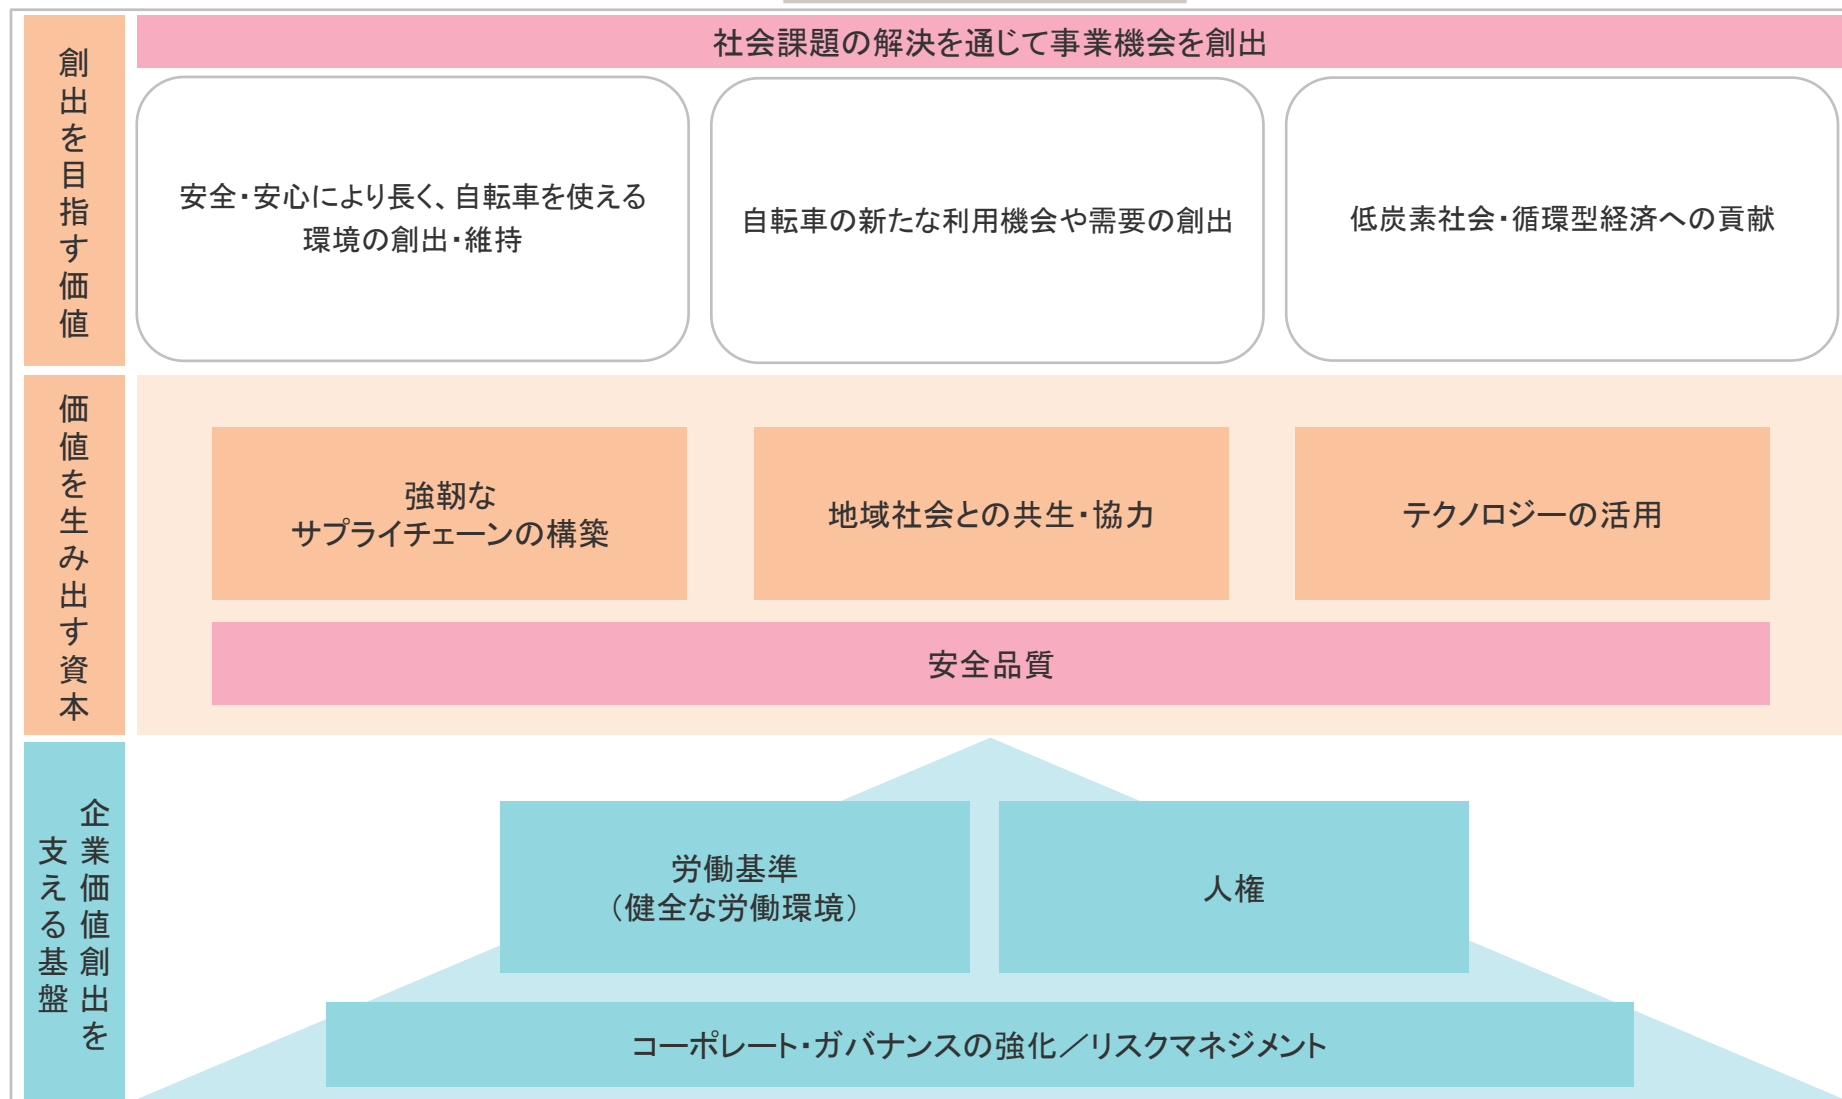 創出を目指す価値
社会課題の解決を通じて事業機会を創出
安全・安心により長く、自転車を使える
環境の創出・維持
自転車の新たな利用機会や需要の創出
低炭素社会・循環型経済への貢献
価値を生み出す資本
強靭な
サプライチェーンの構築
地域社会との共生・協力
テクノロジーの活用
安全品質
企業価値創出を
支える基盤
労働基準
（健全な労働環境）
人権
コーポレート・ガバナンスの強化／リスクマネジメント